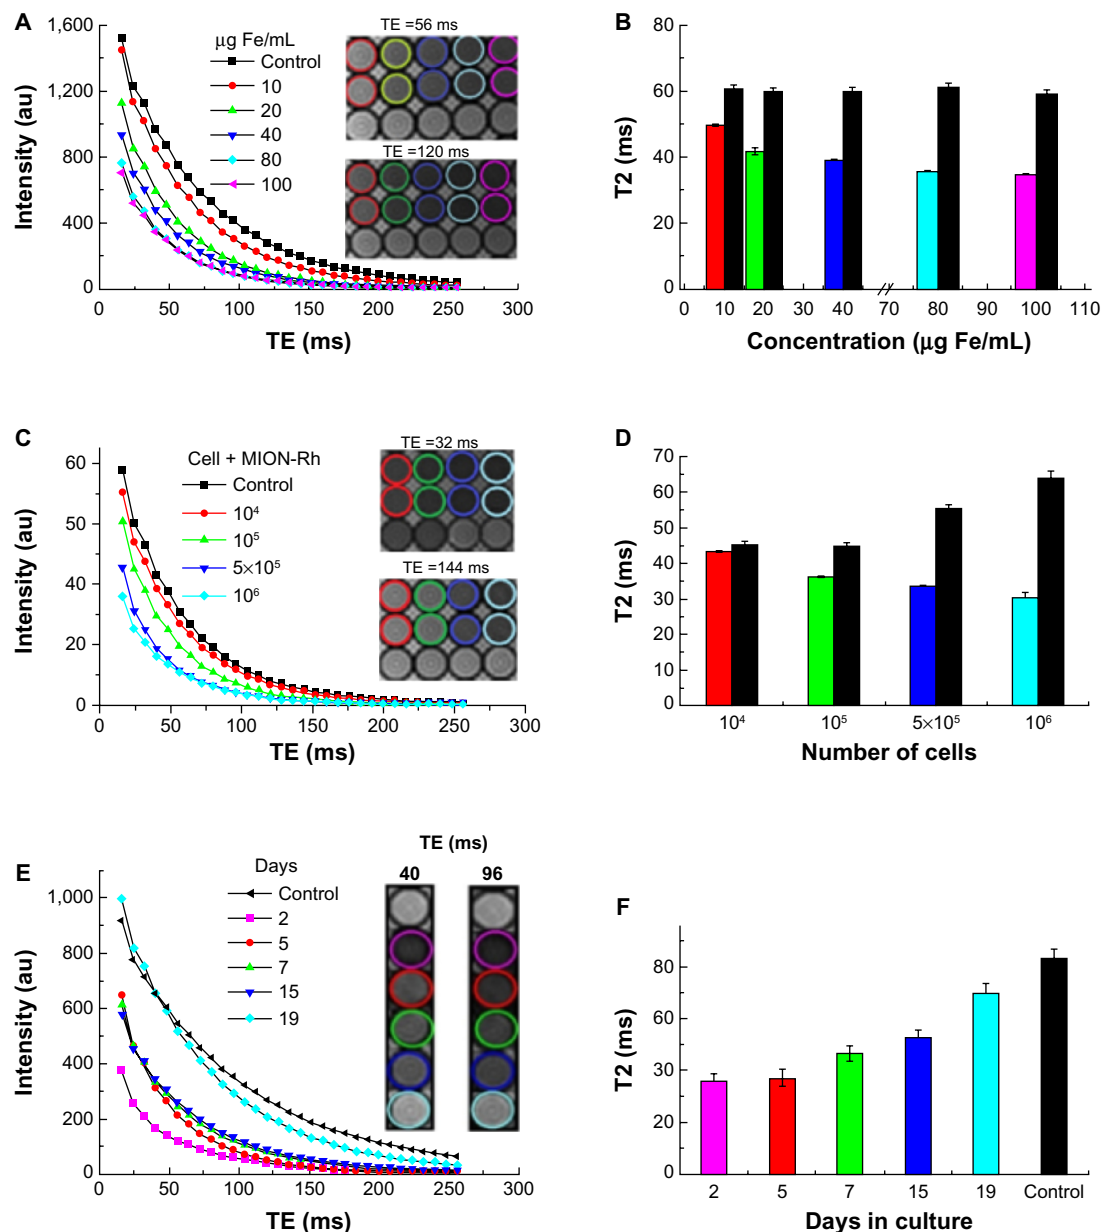 A
Intensity (au)
1,600
1,200
800
400
0
0 50 100 150 200 250 300
TE (ms)
μg Fe/mL
Control
10
20
40
80
100
TE =56 ms
TE =120 ms
B
T2 (ms)
80
60
40
20
0
0 10 20 30 40 70 80 90 100 110
Concentration (μg Fe/mL)
C
Intensity (au)
60
50
40
20
0
0 50 100 150 200 250 300
TE (ms)
Cell + MION-Rh
Control
10⁴
10⁵
5×10⁵
10⁶
TE =32 ms
TE =144 ms
D
T2 (ms)
70
60
50
40
30
20
10
0
10⁴ 10⁵ 5×10⁵ 10⁶
Number of cells
E
Intensity (au)
1,000
800
600
400
200
0
0 50 100 150 200 250 300
TE (ms)
Days
Control
2
5
7
15
19
TE (ms)
40 96
F
T2 (ms)
80
60
30
20
0
2 5 7 15 19 Control
Days in culture